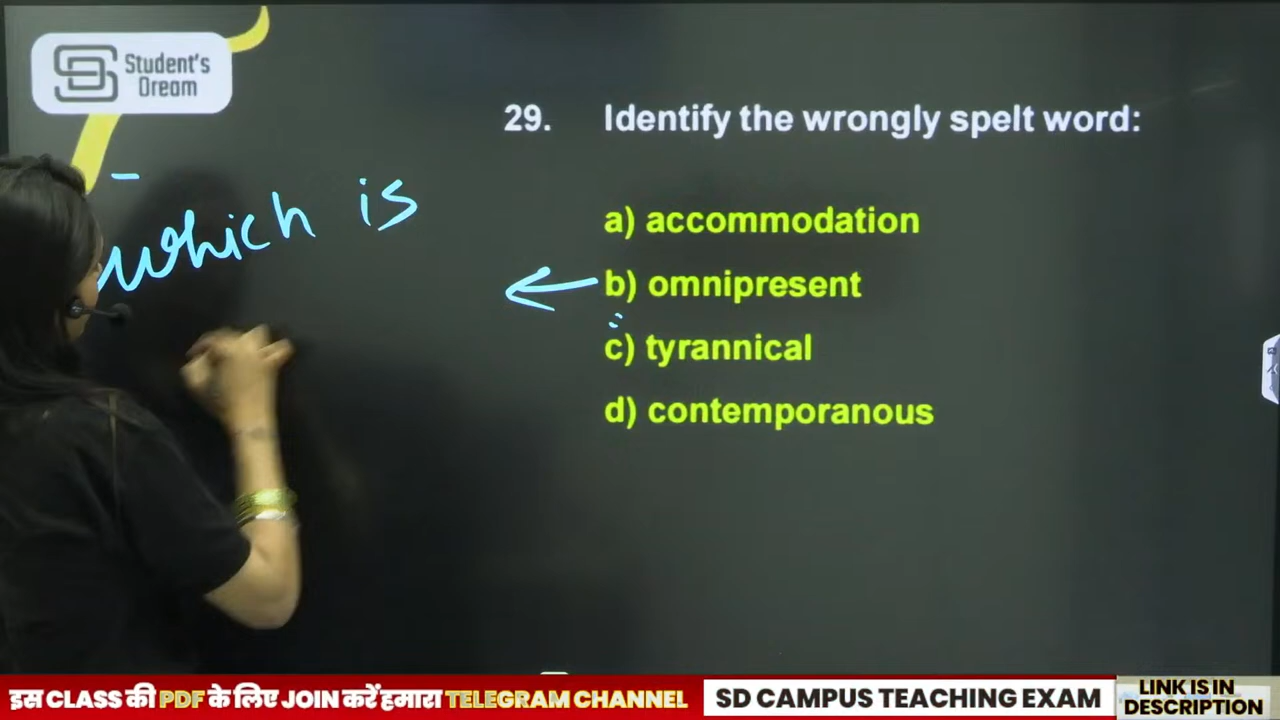 Student's
Dream
29. Identify the wrongly spelt word:
which is
a) accommodation
b) omnipresent
c) tyrannical
d) contemporanous
इस CLASS की PDF के लिए JOIN करें हमारा TELEGRAM CHANNEL
SD CAMPUS TEACHING EXAM
LINK IS IN
DESCRIPTION